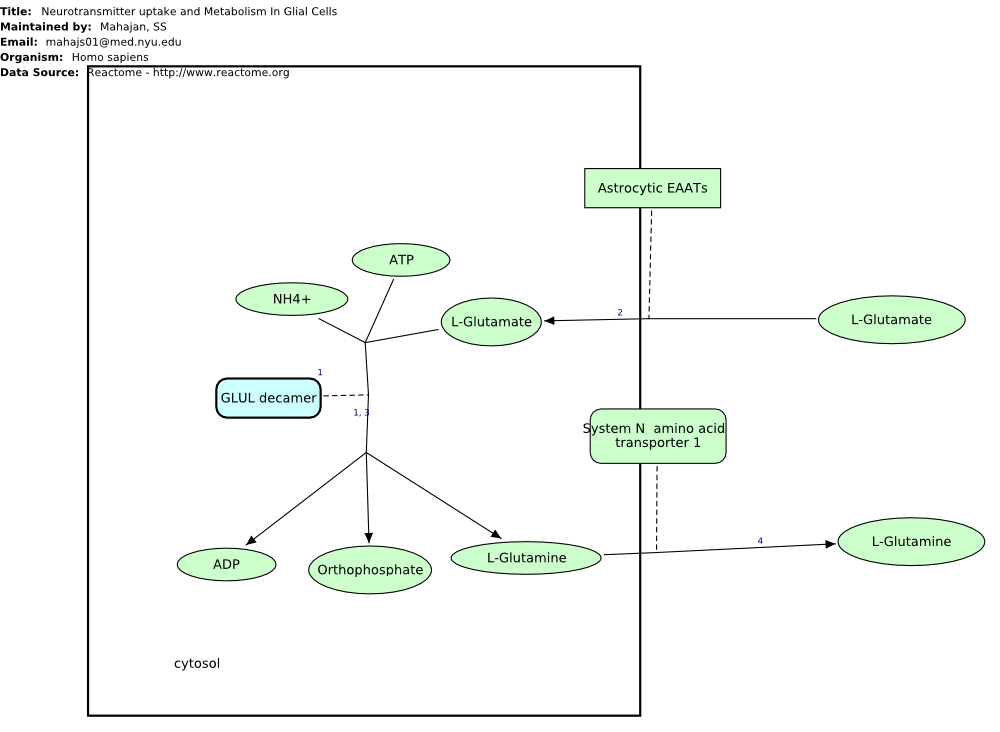 Title: Neurotransmitter uptake and Metabolism In Glial Cells
Maintained by: Mahajan, SS
Email: mahajs01@med.nyu.edu
Organism: Homo sapiens
Data Source: Reactome - http://www.reactome.org
Astrocytic EAATs
ATP
NH4+
L-Glutamate
2
L-Glutamate
1
GLUL decamer
1, 3
System N amino acid
transporter 1
4
L-Glutamine
L-Glutamine
ADP
Orthophosphate
cytosol